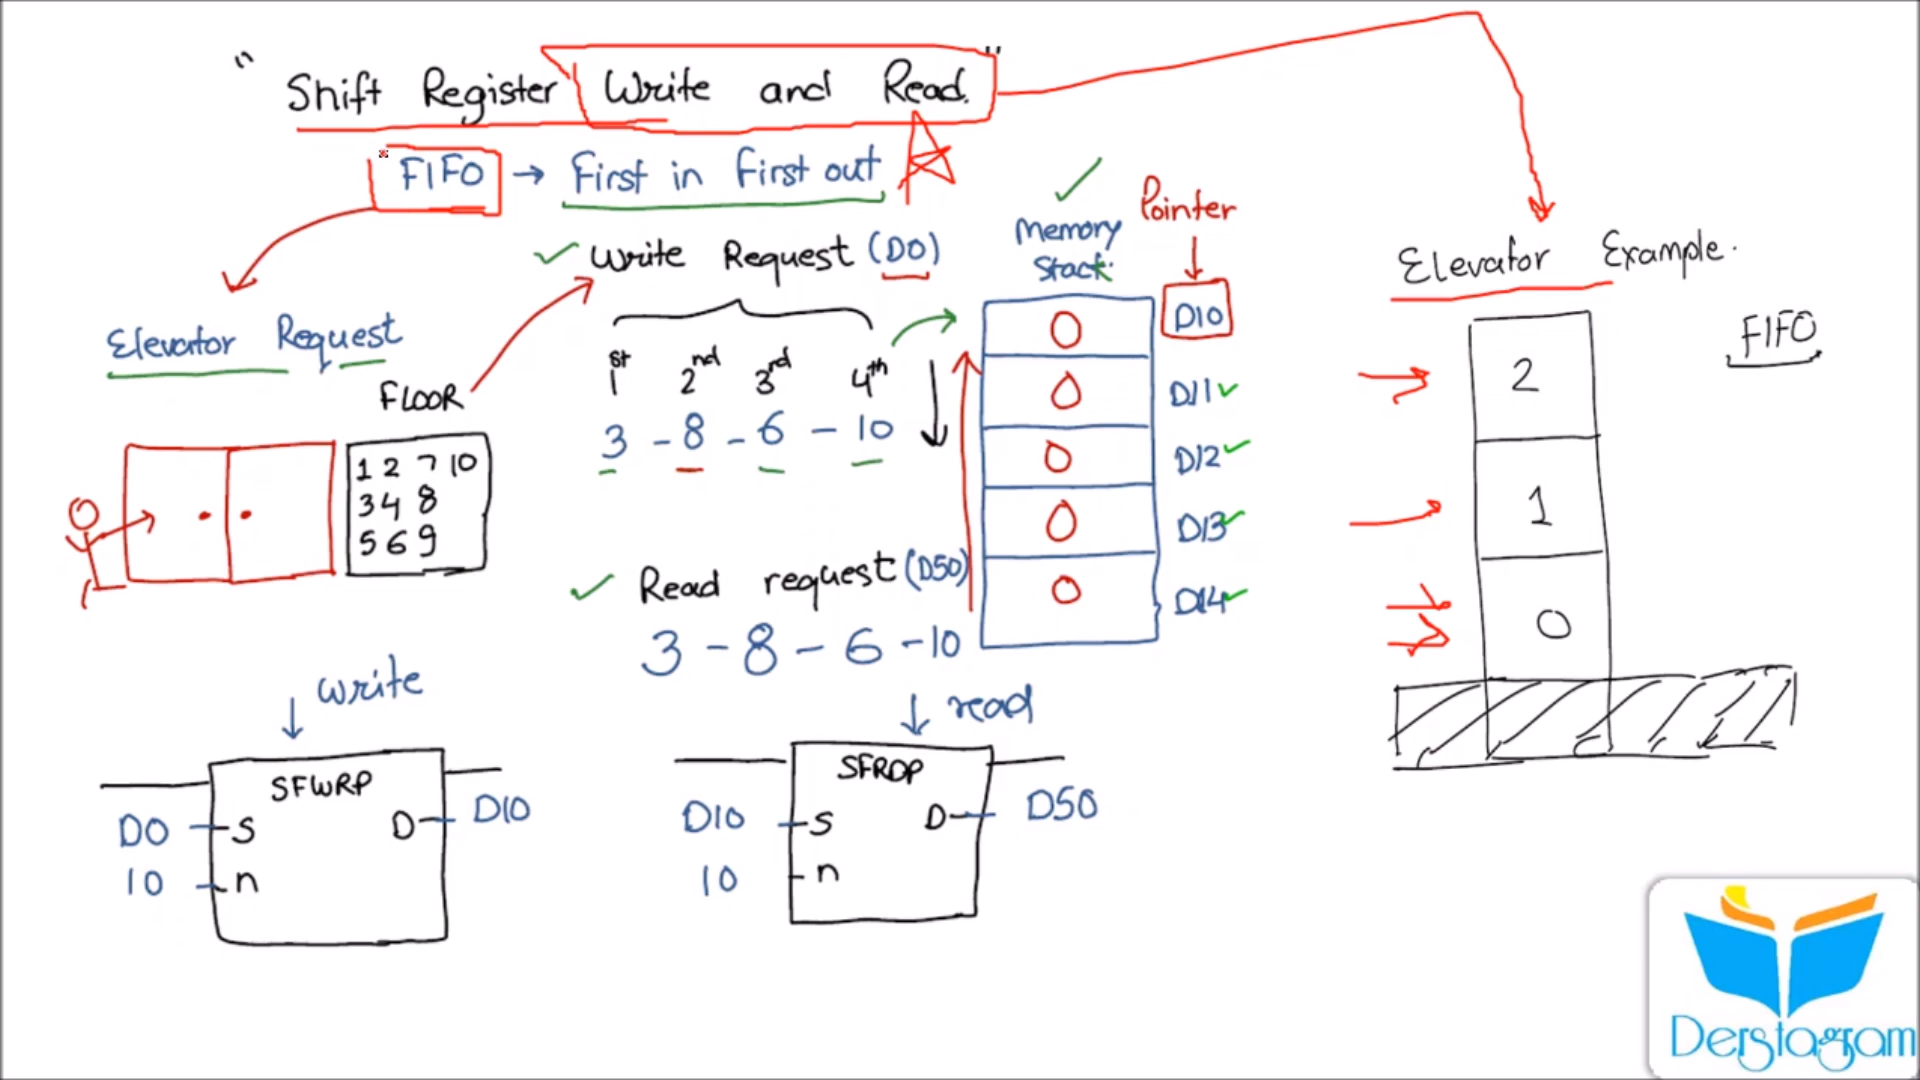 " Shift Register Write and Read. "
FIFO → First in First out
Write Request (D0)
Memory
Stack.
Pointer
Elevator Example.
FIFO
Elevator Request
FLOOR
1st 2nd 3rd 4th
3 - 8 - 6 - 10
1 2 7 10
3 4 8
5 6 9
0 D10
0 D11
0 D12
0 D13
0 D14
2
1
0
Read request (D50)
3 - 8 - 6 - 10
write
read
SFWRP
D0 S D D10
10 n
SFRDP
D10 S D D50
10 n
Derstagram